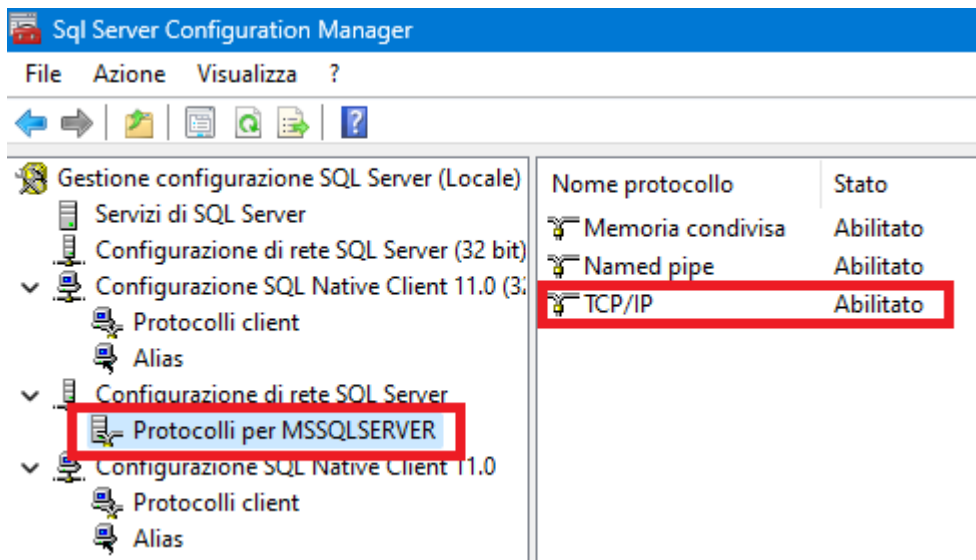 Sql Server Configuration Manager
File Azione Visualizza ?
Gestione configurazione SQL Server (Locale)
Servizi di SQL Server
Configurazione di rete SQL Server (32 bit)
Configurazione SQL Native Client 11.0 (32
Protocolli client
Alias
Configurazione di rete SQL Server
Protocolli per MSSQLSERVER
Configurazione SQL Native Client 11.0
Protocolli client
Alias
Nome protocollo Stato
Memoria condivisa Abilitato
Named pipe Abilitato
TCP/IP Abilitato